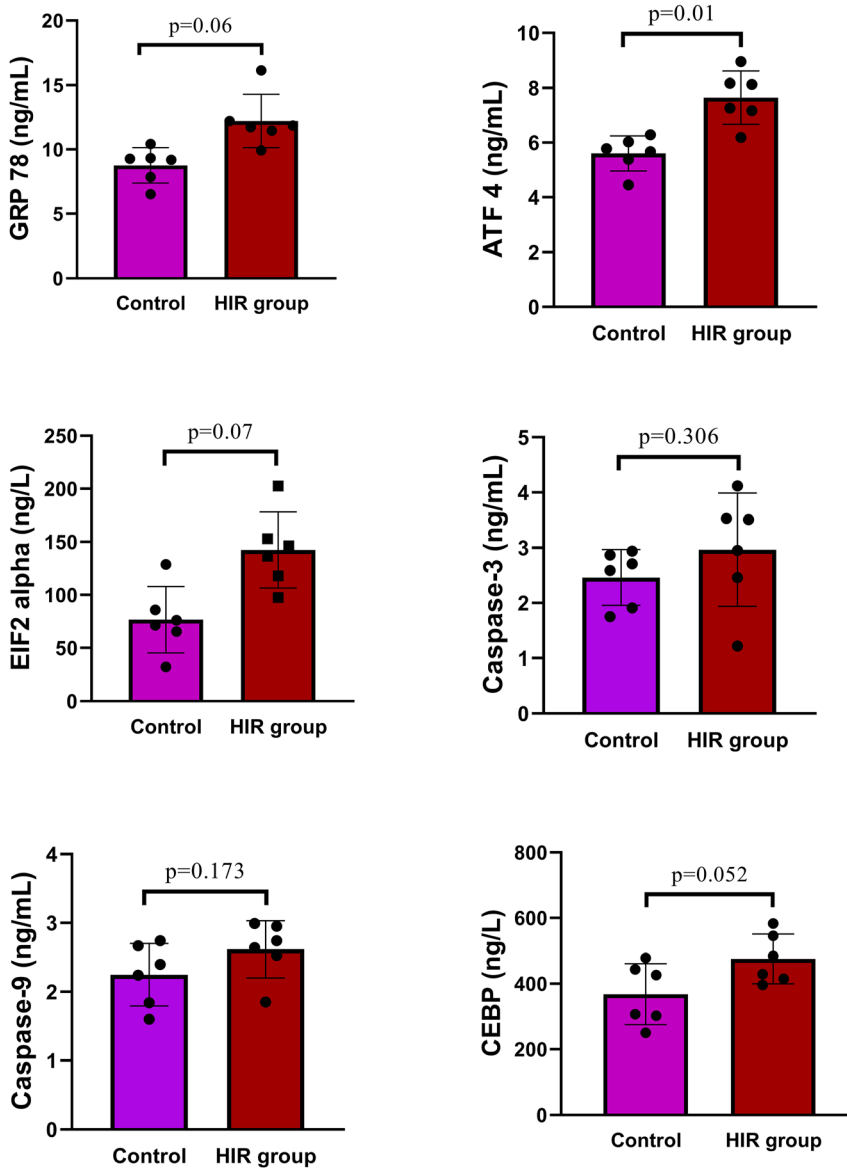 p=0.06
GRP 78 (ng/mL)
20
15
10
5
0
Control HIR group
p=0.01
ATF 4 (ng/mL)
10
8
6
4
2
0
Control HIR group
p=0.07
EIF2 alpha (ng/L)
250
200
150
100
50
0
Control HIR group
p=0.306
Caspase-3 (ng/mL)
5
4
3
2
1
0
Control HIR group
p=0.173
Caspase-9 (ng/mL)
4
3
2
1
0
Control HIR group
p=0.052
CEBP (ng/L)
800
600
400
200
0
Control HIR group